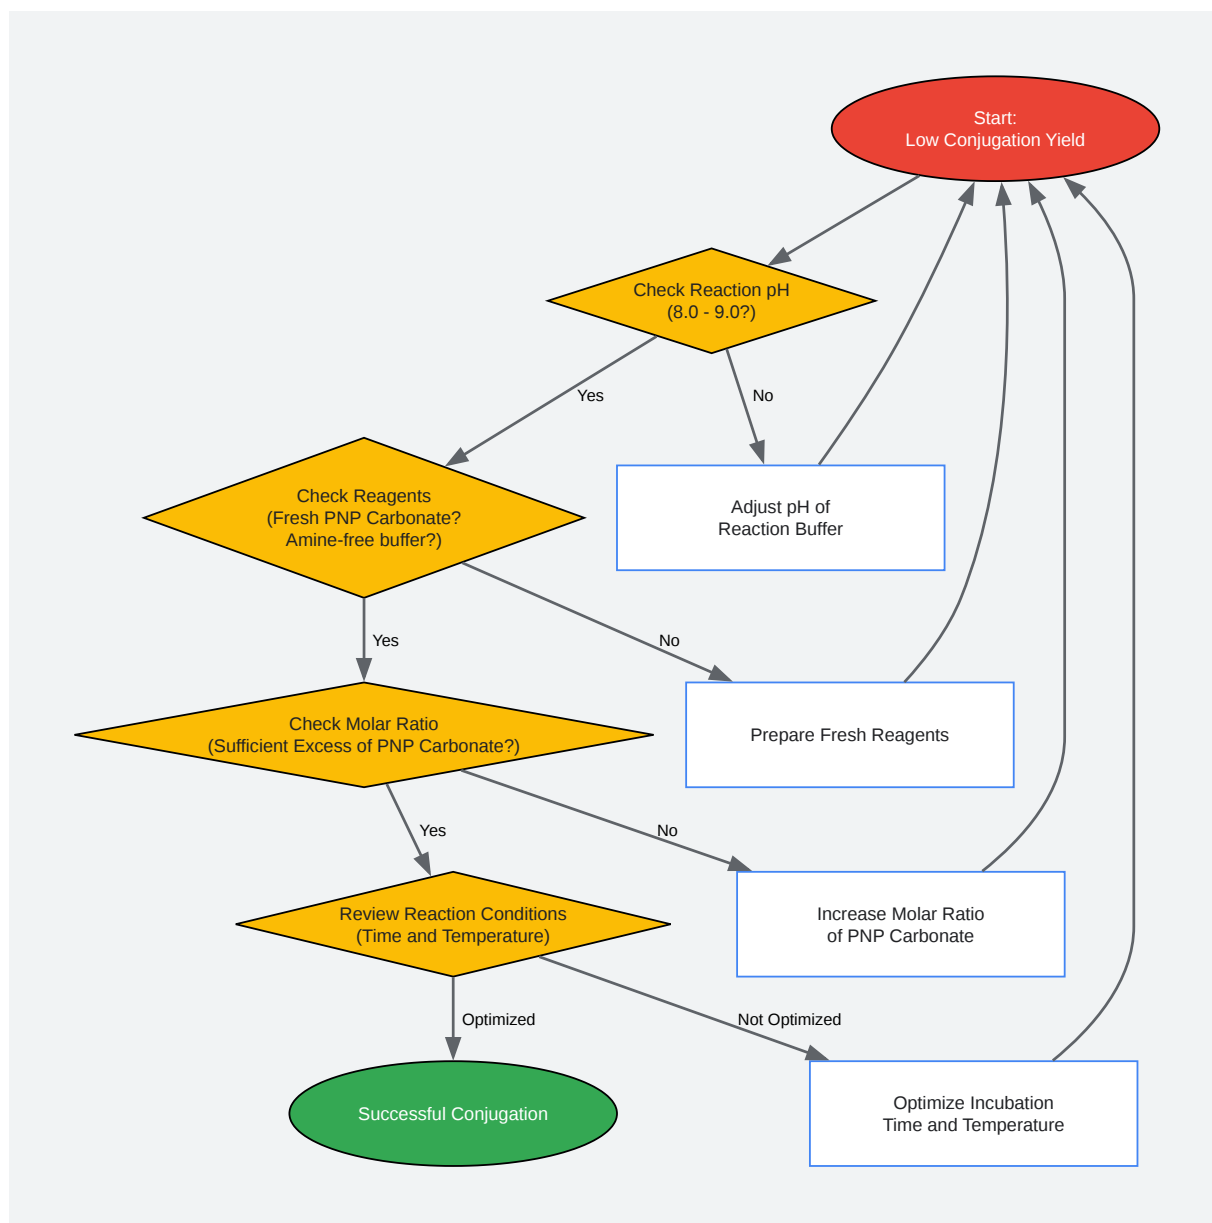 Start:
Low Conjugation Yield
Check Reaction pH
(8.0 - 9.0?)
Yes
No
Check Reagents
(Fresh PNP Carbonate?
Amine-free buffer?)
Adjust pH of
Reaction Buffer
Yes
No
Check Molar Ratio
(Sufficient Excess of PNP Carbonate?)
Prepare Fresh Reagents
Yes
No
Review Reaction Conditions
(Time and Temperature)
Increase Molar Ratio
of PNP Carbonate
Optimized
Not Optimized
Successful Conjugation
Optimize Incubation
Time and Temperature